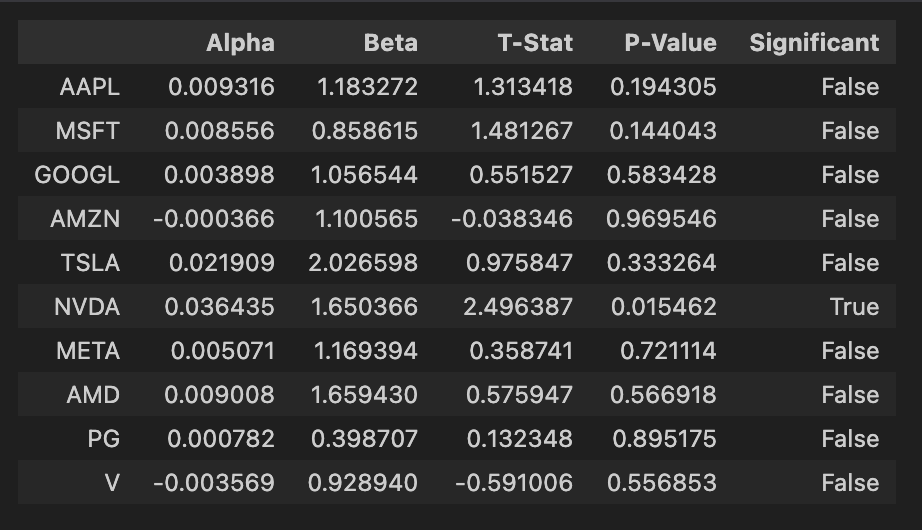 Alpha Beta T-Stat P-Value Significant
AAPL 0.009316 1.183272 1.313418 0.194305 False
MSFT 0.008556 0.858615 1.481267 0.144043 False
GOOGL 0.003898 1.056544 0.551527 0.583428 False
AMZN -0.000366 1.100565 -0.038346 0.969546 False
TSLA 0.021909 2.026598 0.975847 0.333264 False
NVDA 0.036435 1.650366 2.496387 0.015462 True
META 0.005071 1.169394 0.358741 0.721114 False
AMD 0.009008 1.659430 0.575947 0.566918 False
PG 0.000782 0.398707 0.132348 0.895175 False
V -0.003569 0.928940 -0.591006 0.556853 False